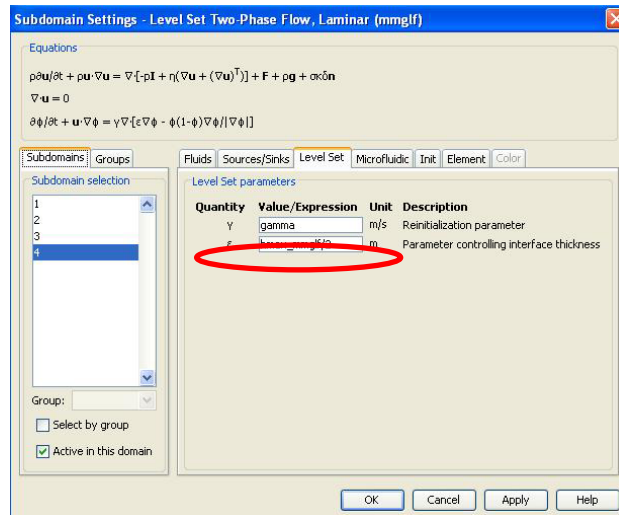 Subdomain Settings - Level Set Two-Phase Flow, Laminar (mmglf)
Equations
ρ∂u/∂t + ρu·∇u = ∇·[-pI + η(∇u + (∇u)ᵀ)] + F + ρg + σκδn
∇·u = 0
∂ϕ/∂t + u·∇ϕ = γ∇·[ε∇ϕ - ϕ(1-ϕ)∇ϕ/|∇ϕ|]
Subdomains Groups
Subdomain selection
1
2
3
4
Group:
Select by group
Active in this domain
Fluids Sources/Sinks Level Set Microfluidic Init Element Color
Level Set parameters
Quantity Value/Expression Unit Description
γ gamma m/s Reinitialization parameter
ε m Parameter controlling interface thickness
OK Cancel Apply Help